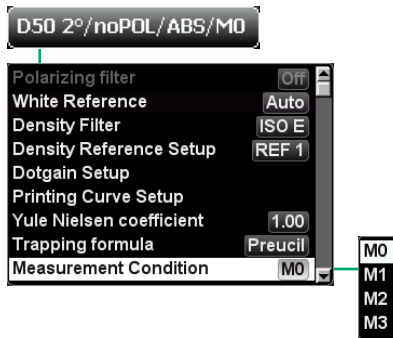 D50 2°/noPOL/ABS/M0
Polarizing filter Off
White Reference Auto
Density Filter ISO E
Density Reference Setup REF 1
Dotgain Setup
Printing Curve Setup
Yule Nielsen coefficient 1.00
Trapping formula Preucil
Measurement Condition M0
M0
M1
M2
M3